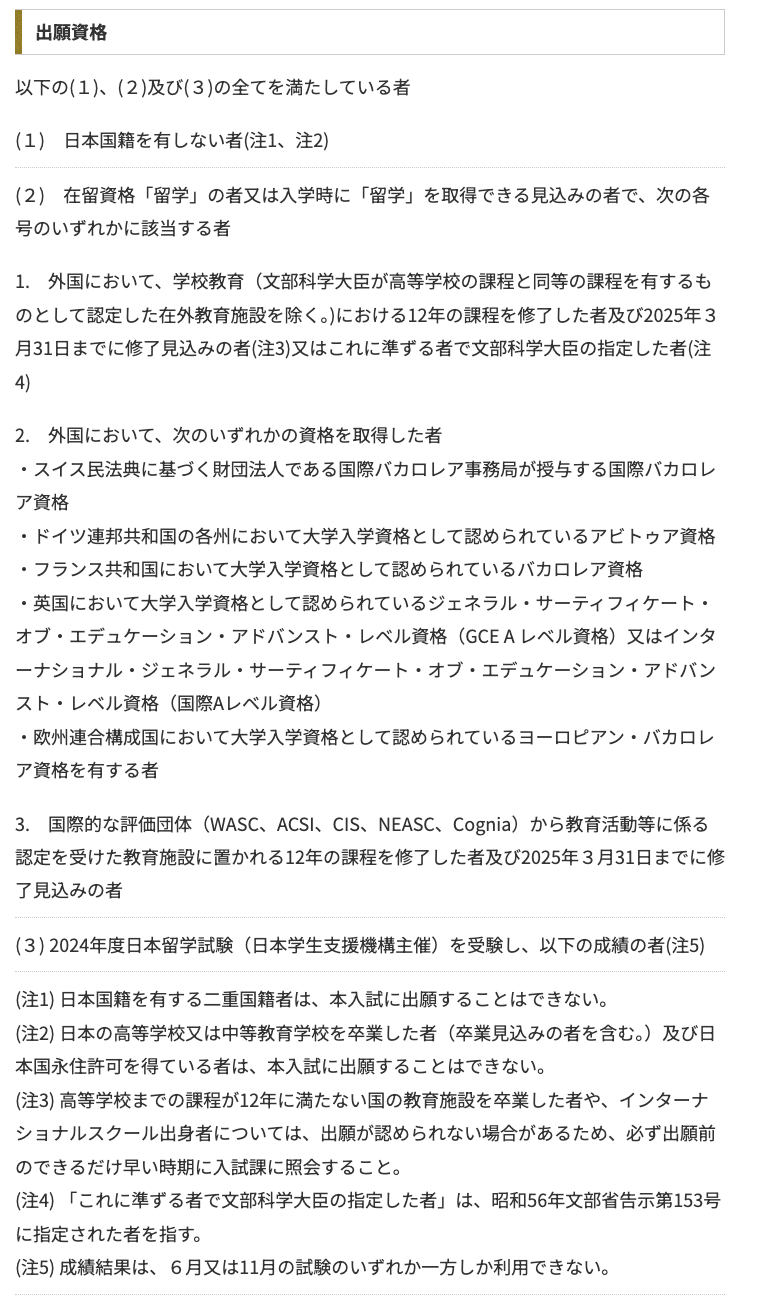 出願資格
以下の(１)、(２)及び(３)の全てを満たしている者
(１)　日本国籍を有しない者(注1、注2)
(２)　在留資格「留学」の者又は入学時に「留学」を取得できる見込みの者で、次の各
号のいずれかに該当する者
1.　外国において、学校教育（文部科学大臣が高等学校の課程と同等の課程を有するも
のとして認定した在外教育施設を除く。)における12年の課程を修了した者及び2025年３
月31日までに修了見込みの者(注3)又はこれに準ずる者で文部科学大臣の指定した者(注
4)
2.　外国において、次のいずれかの資格を取得した者
・スイス民法典に基づく財団法人である国際バカロレア事務局が授与する国際バカロレ
ア資格
・ドイツ連邦共和国の各州において大学入学資格として認められているアビトゥア資格
・フランス共和国において大学入学資格として認められているバカロレア資格
・英国において大学入学資格として認められているジェネラル・サーティフィケート・
オブ・エデュケーション・アドバンスト・レベル資格（GCE A レベル資格）又はインタ
ーナショナル・ジェネラル・サーティフィケート・オブ・エデュケーション・アドバン
スト・レベル資格（国際Aレベル資格）
・欧州連合構成国において大学入学資格として認められているヨーロピアン・バカロレ
ア資格を有する者
3.　国際的な評価団体（WASC、ACSI、CIS、NEASC、Cognia）から教育活動等に係る
認定を受けた教育施設に置かれる12年の課程を修了した者及び2025年３月31日までに修
了見込みの者
(３) 2024年度日本留学試験（日本学生支援機構主催）を受験し、以下の成績の者(注5)
(注1) 日本国籍を有する二重国籍者は、本入試に出願することはできない。
(注2) 日本の高等学校又は中等教育学校を卒業した者（卒業見込みの者を含む。）及び日
本国永住許可を得ている者は、本入試に出願することはできない。
(注3) 高等学校までの課程が12年に満たない国の教育施設を卒業した者や、インターナ
ショナルスクール出身者については、出願が認められない場合があるため、必ず出願前
のできるだけ早い時期に入試課に照会すること。
(注4) 「これに準ずる者で文部科学大臣の指定した者」は、昭和56年文部省告示第153号
に指定された者を指す。
(注5) 成績結果は、６月又は11月の試験のいずれか一方しか利用できない。